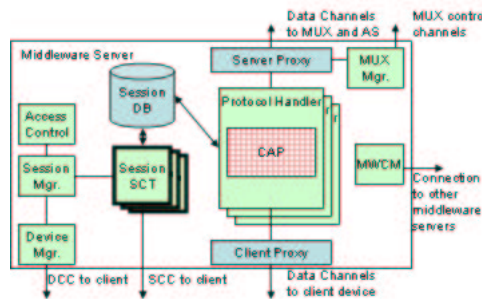 Data Channels
to MUX and AS
MUX control
channels
Middleware Server
Server Proxy
MUX
Mgr.
Session
DB
Protocol Handler
r
r
Access
Control
CAP
Session
Mgr.
Session
SCT
MWCM
Connection
to other
middleware
servers
Device
Mgr.
Client Proxy
DCC to client
SCC to client
Data Channels
to client device